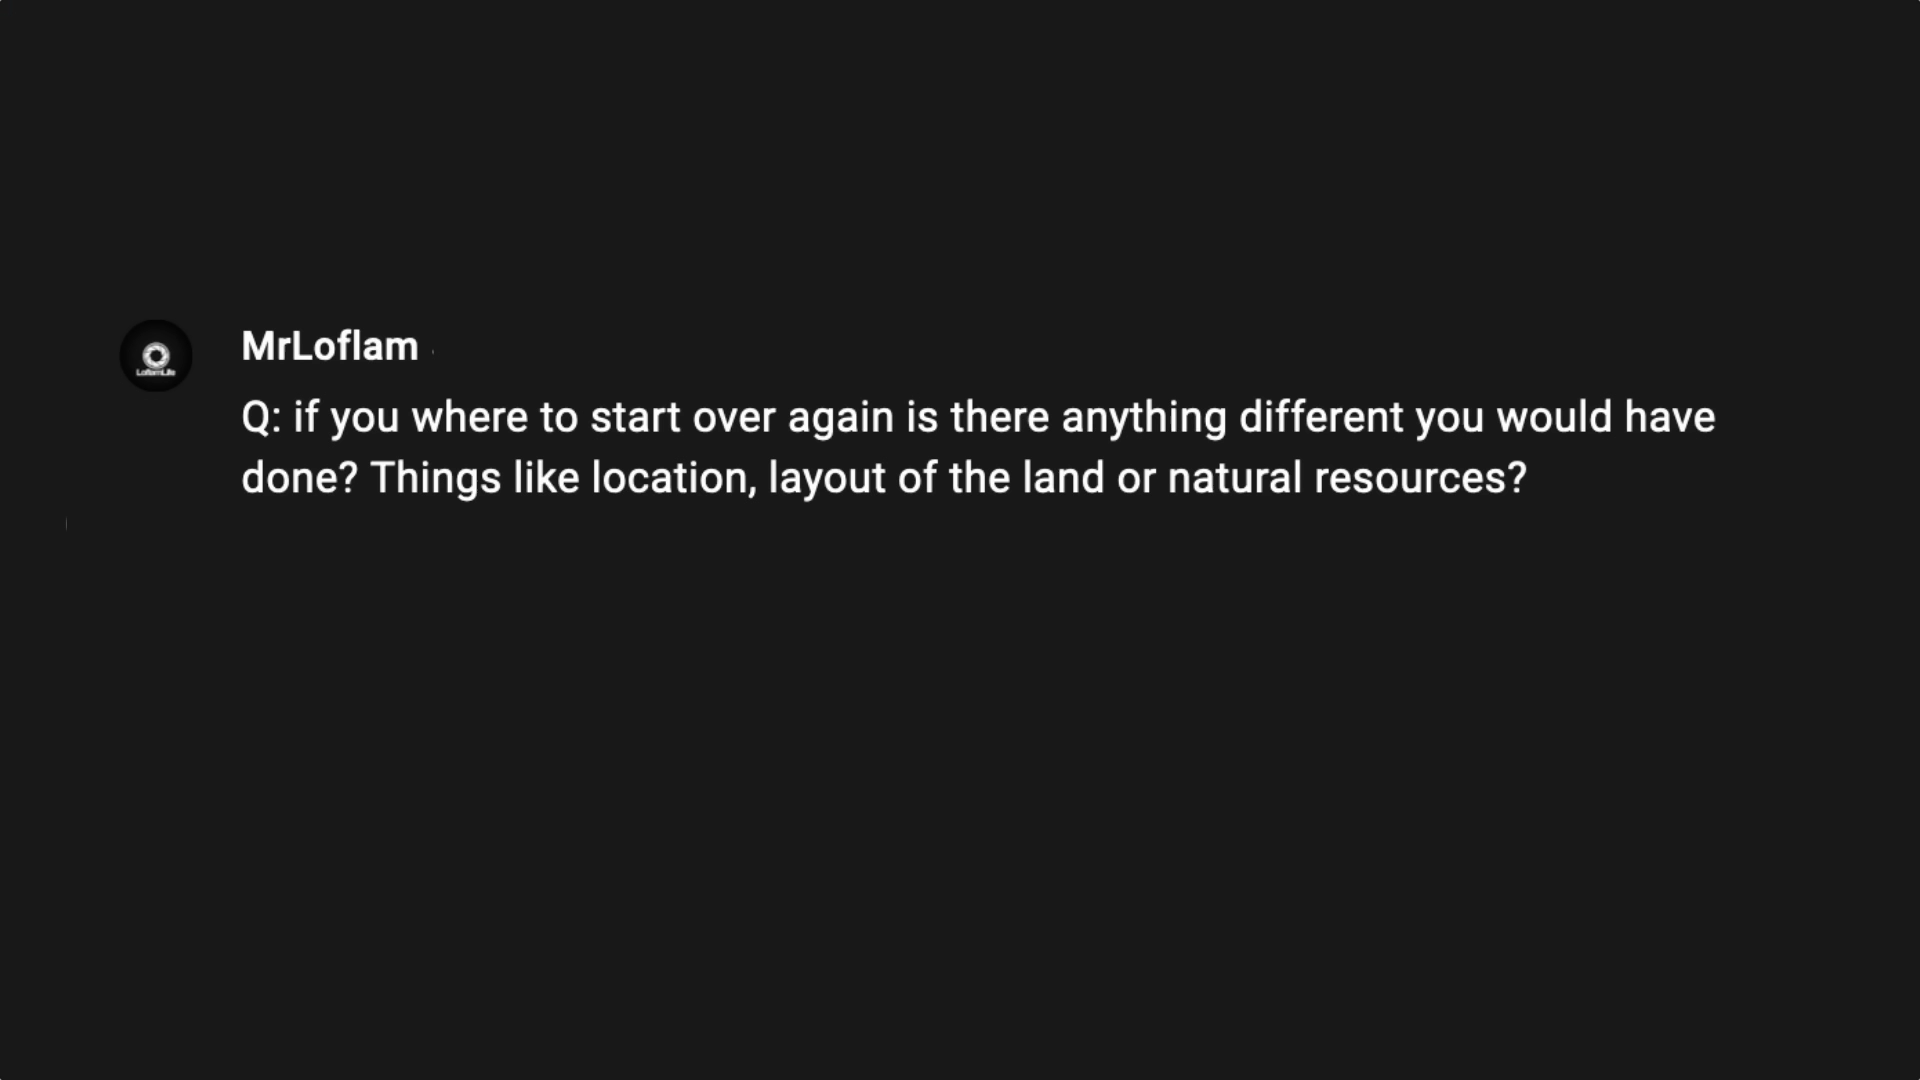 MrLoflam
Q: if you where to start over again is there anything different you would have
done? Things like location, layout of the land or natural resources?
LoflamLife